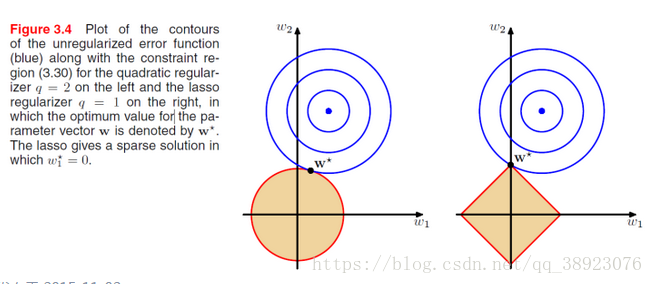 Figure 3.4 Plot of the contours
of the unregularized error function
(blue) along with the constraint re-
gion (3.30) for the quadratic regular-
izer q = 2 on the left and the lasso
regularizer q = 1 on the right, in
which the optimum value for the pa-
rameter vector w is denoted by w⋆.
The lasso gives a sparse solution in
which w₁⋆ = 0.
w₂
w⋆
w₁
w₂
w⋆
w₁
https://blog.csdn.net/qq_38923076